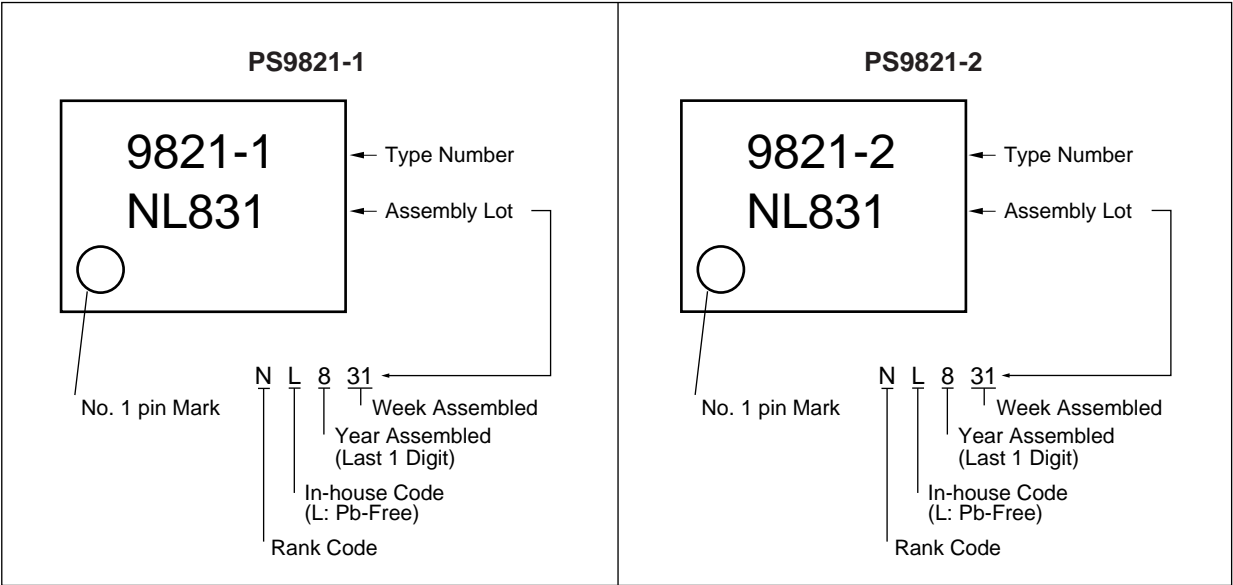 PS9821-1
9821-1
NL831
Type Number
Assembly Lot
No. 1 pin Mark
N L 8 31
Week Assembled
Year Assembled
(Last 1 Digit)
In-house Code
(L: Pb-Free)
Rank Code
PS9821-2
9821-2
NL831
Type Number
Assembly Lot
No. 1 pin Mark
N L 8 31
Week Assembled
Year Assembled
(Last 1 Digit)
In-house Code
(L: Pb-Free)
Rank Code